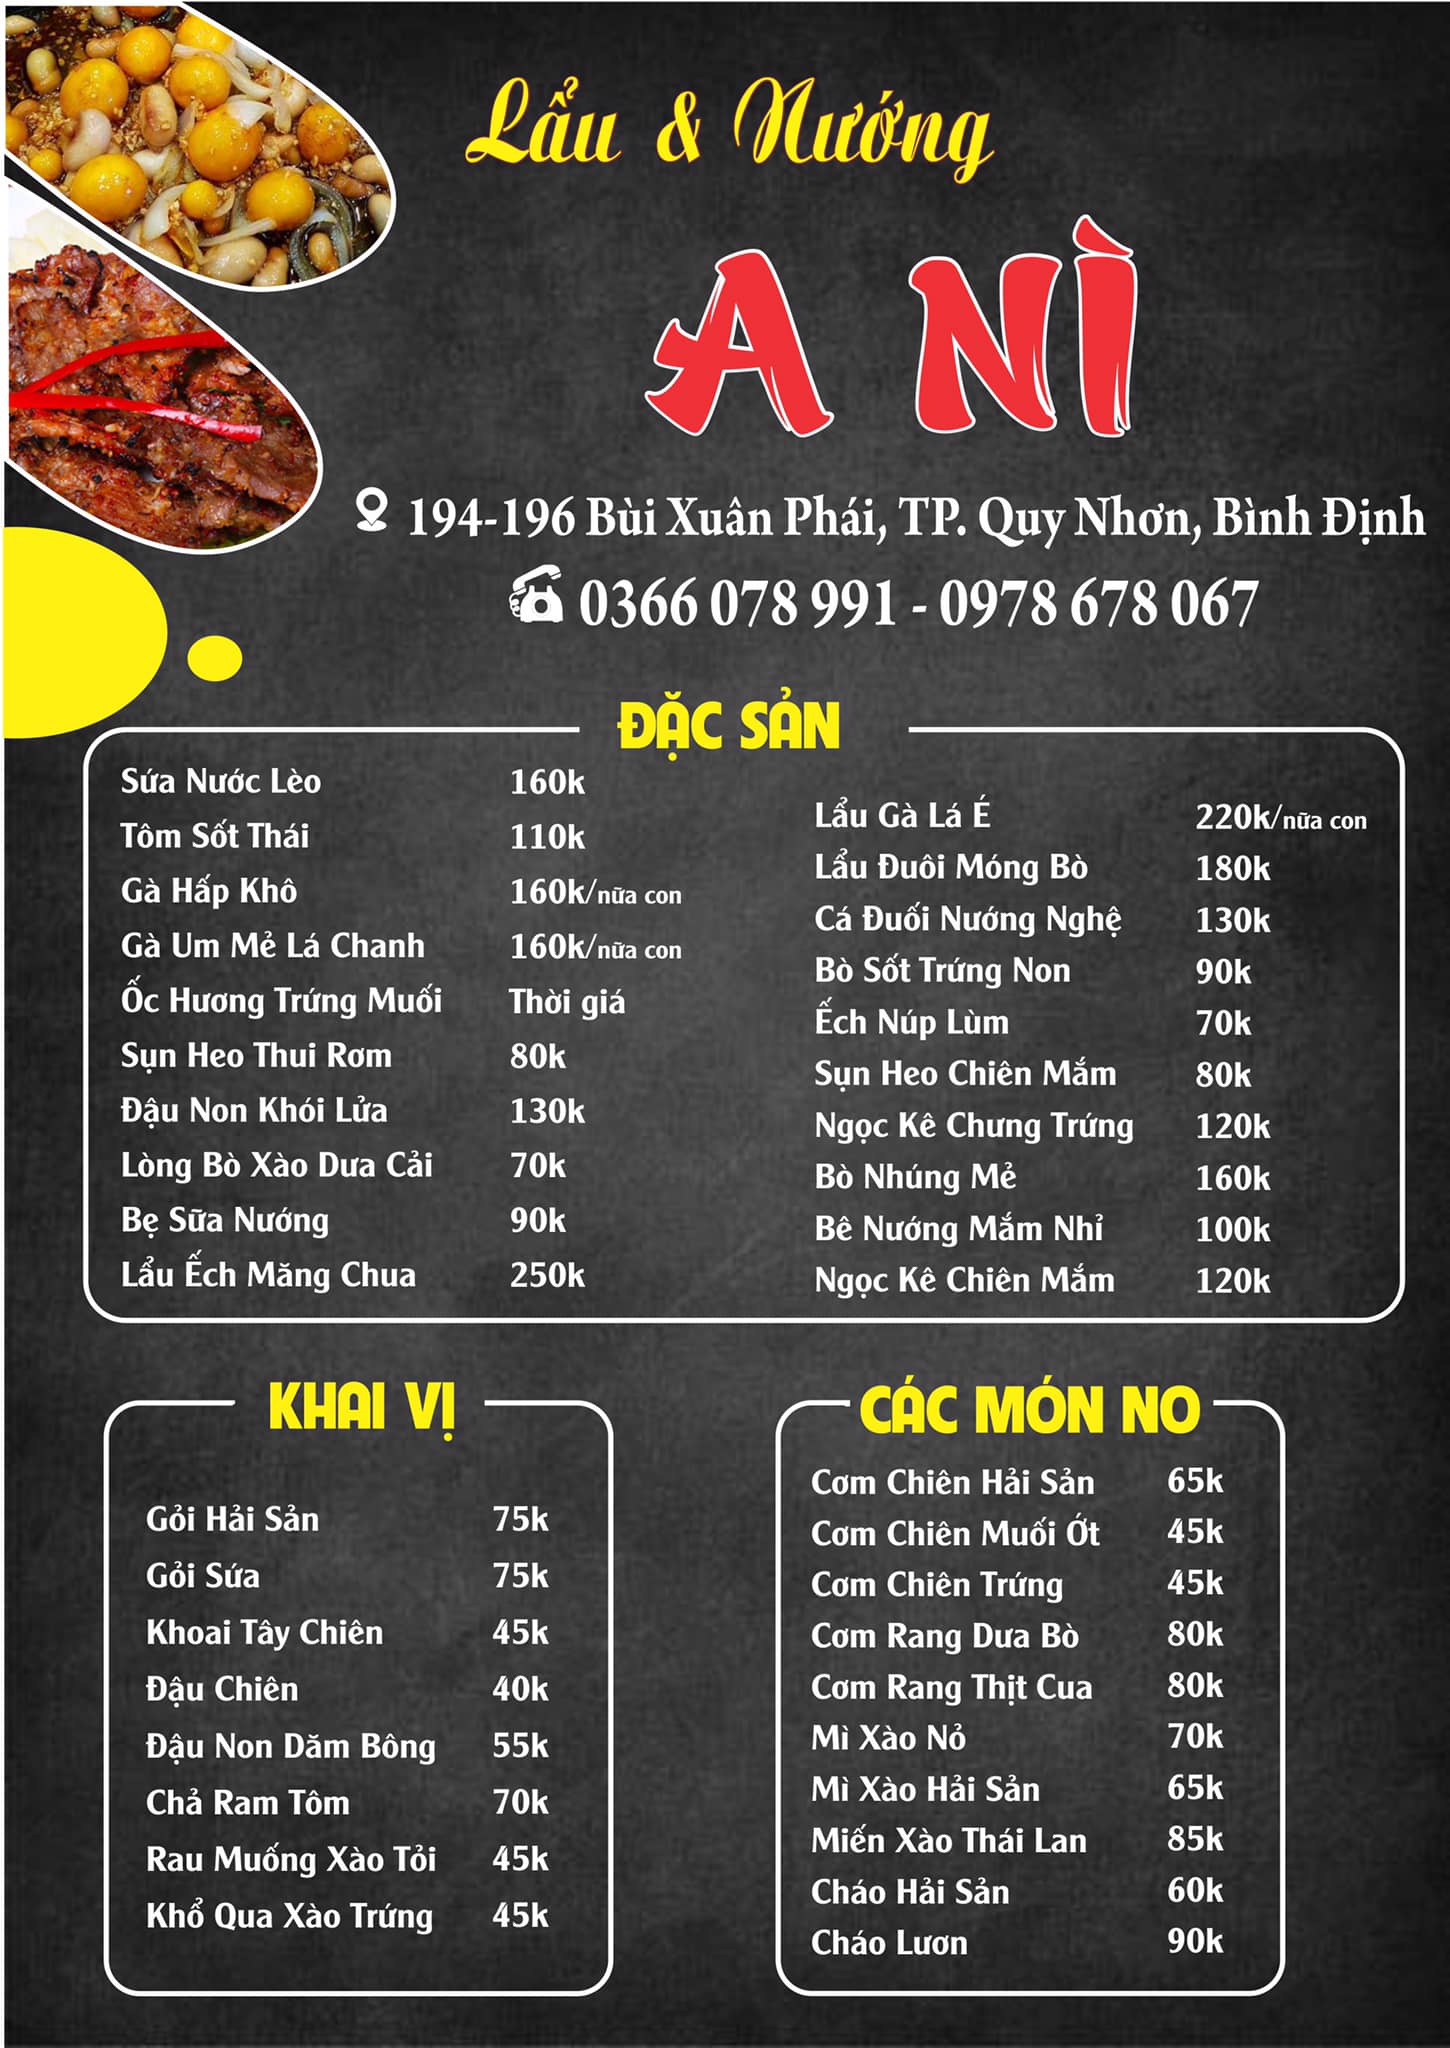 Lẩu & Nướng
A NÌ
194-196 Bùi Xuân Phái, TP. Quy Nhơn, Bình Định
0366 078 991 - 0978 678 067
ĐẶC SẢN
Sứa Nước Lèo 160k
Tôm Sốt Thái 110k
Gà Hấp Khô 160k/nữa con
Gà Um Mẻ Lá Chanh 160k/nữa con
Ốc Hương Trứng Muối Thời giá
Sụn Heo Thui Rơm 80k
Đậu Non Khói Lửa 130k
Lòng Bò Xào Dưa Cải 70k
Bẹ Sữa Nướng 90k
Lẩu Ếch Măng Chua 250k
Lẩu Gà Lá É 220k/nữa con
Lẩu Đuôi Móng Bò 180k
Cá Đuối Nướng Nghệ 130k
Bò Sốt Trứng Non 90k
Ếch Núp Lùm 70k
Sụn Heo Chiên Mắm 80k
Ngọc Kê Chưng Trứng 120k
Bò Nhúng Mẻ 160k
Bê Nướng Mắm Nhỉ 100k
Ngọc Kê Chiên Mắm 120k
KHAI VỊ
Gỏi Hải Sản 75k
Gỏi Sứa 75k
Khoai Tây Chiên 45k
Đậu Chiên 40k
Đậu Non Dăm Bông 55k
Chả Ram Tôm 70k
Rau Muống Xào Tỏi 45k
Khổ Qua Xào Trứng 45k
CÁC MÓN NO
Cơm Chiên Hải Sản 65k
Cơm Chiên Muối Ớt 45k
Cơm Chiên Trứng 45k
Cơm Rang Dưa Bò 80k
Cơm Rang Thịt Cua 80k
Mì Xào Nỏ 70k
Mì Xào Hải Sản 65k
Miến Xào Thái Lan 85k
Cháo Hải Sản 60k
Cháo Lươn 90k